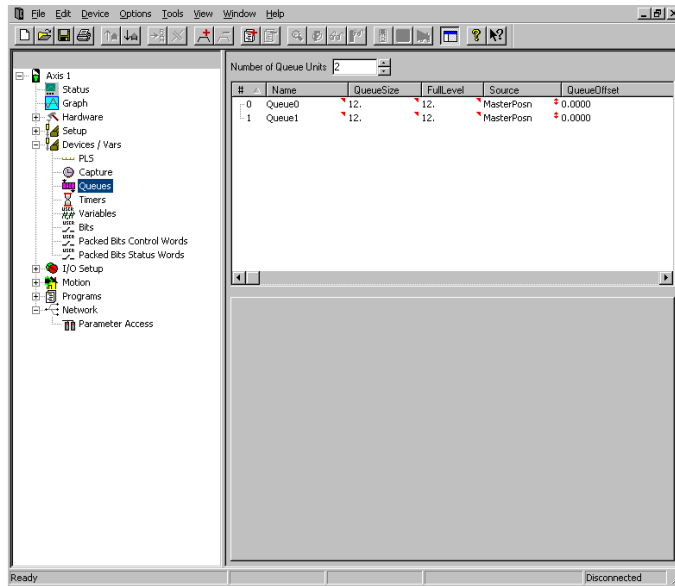 File Edit Device Options Tools View Window Help
Number of Queue Units 2
Axis 1
Status
Graph
Hardware
Setup
Devices / Vars
PLS
Capture
Queues
Timers
Variables
Bits
Packed Bits Control Words
Packed Bits Status Words
I/O Setup
Motion
Programs
Network
Parameter Access
# Name QueueSize FullLevel Source QueueOffset
0 Queue0 12. 12. MasterPosn 0.0000
1 Queue1 12. 12. MasterPosn 0.0000
Ready Disconnected